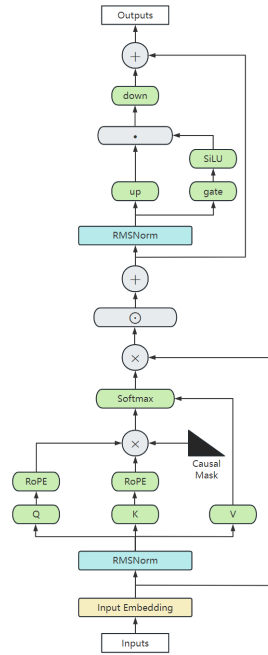 Outputs
+
down
·
SiLU
up
gate
RMSNorm
+
⊙
×
Softmax
×
Causal
Mask
RoPE
RoPE
Q
K
V
RMSNorm
Input Embedding
Inputs